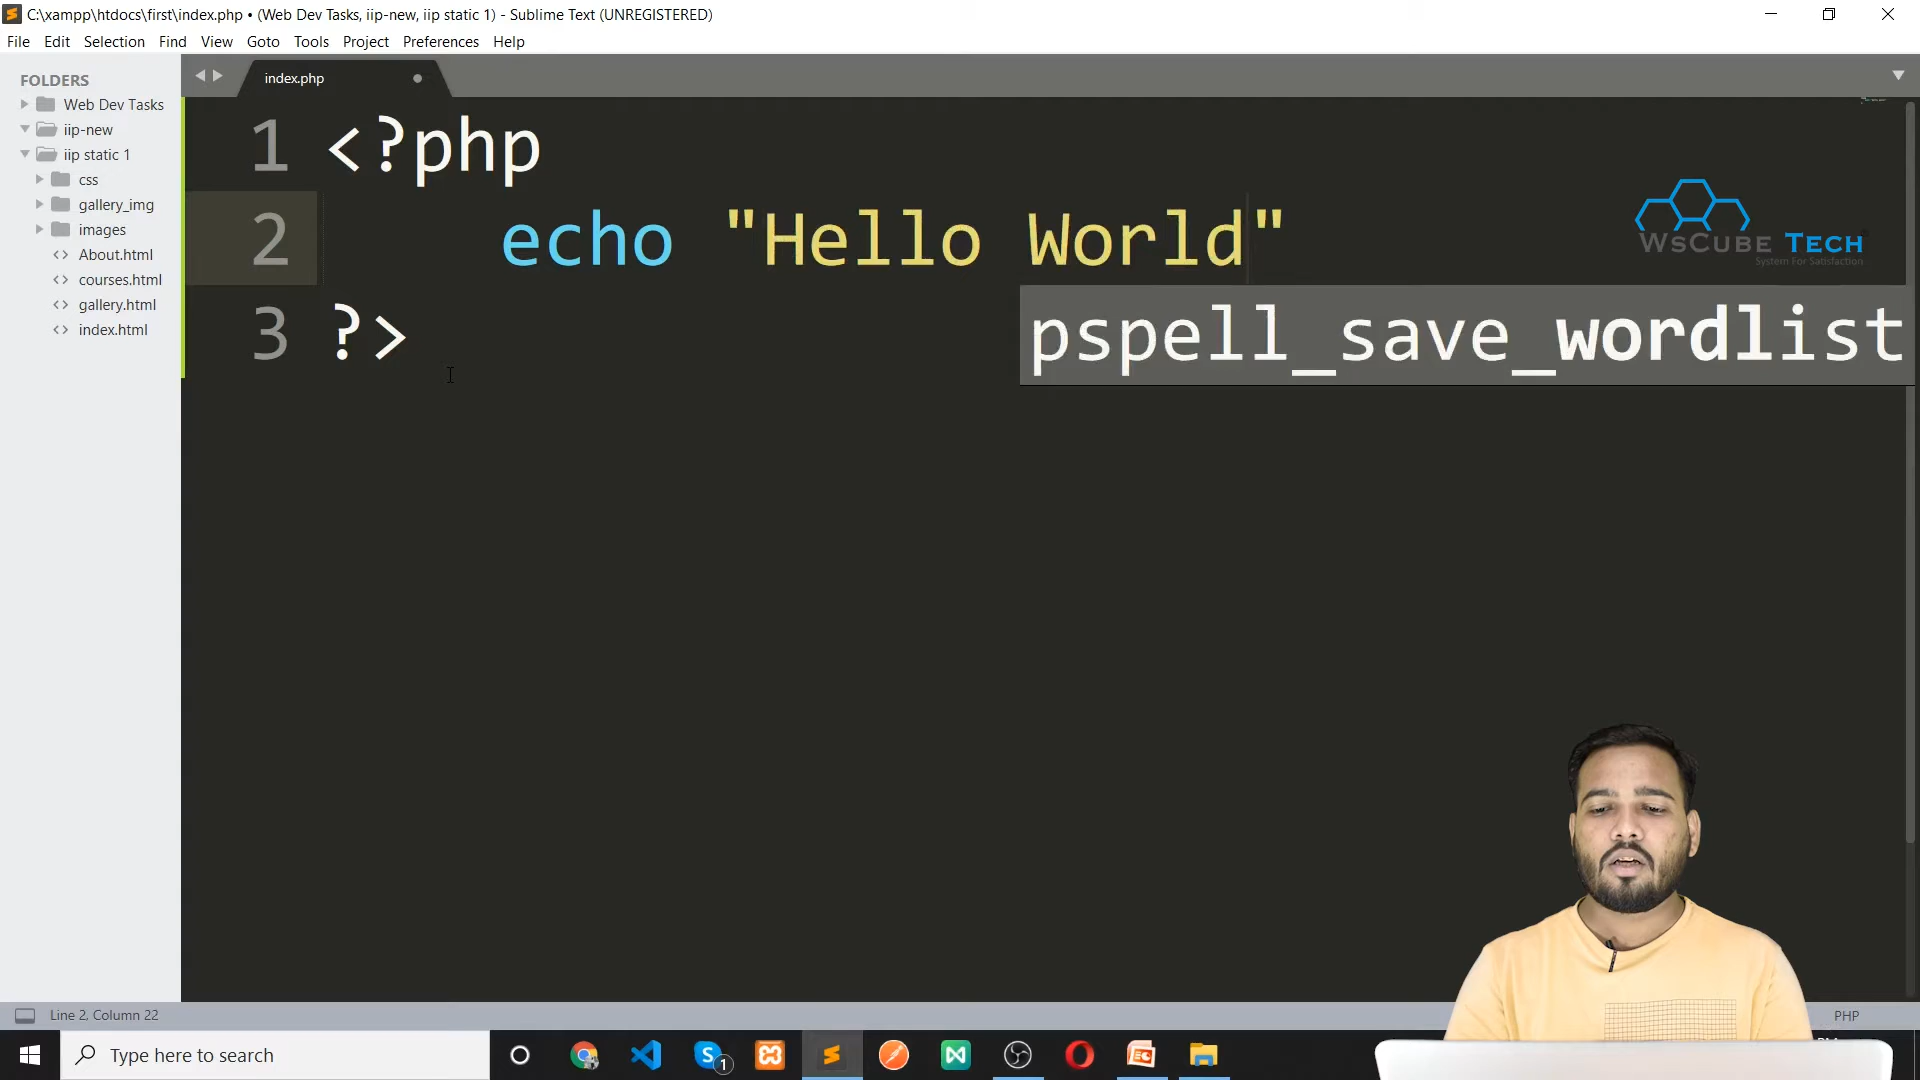 C:\xampp\htdocs\first\index.php • (Web Dev Tasks, iip-new, iip static 1) - Sublime Text (UNREGISTERED)
File Edit Selection Find View Goto Tools Project Preferences Help
FOLDERS
Web Dev Tasks
iip-new
iip static 1
css
gallery_img
images
About.html
courses.html
gallery.html
index.html
index.php
1 <?php
2 echo "Hello World"
3 ?>
pspell_save_wordlist
WsCube Tech
System For Satisfaction
Line 2, Column 22
PHP
Type here to search
1